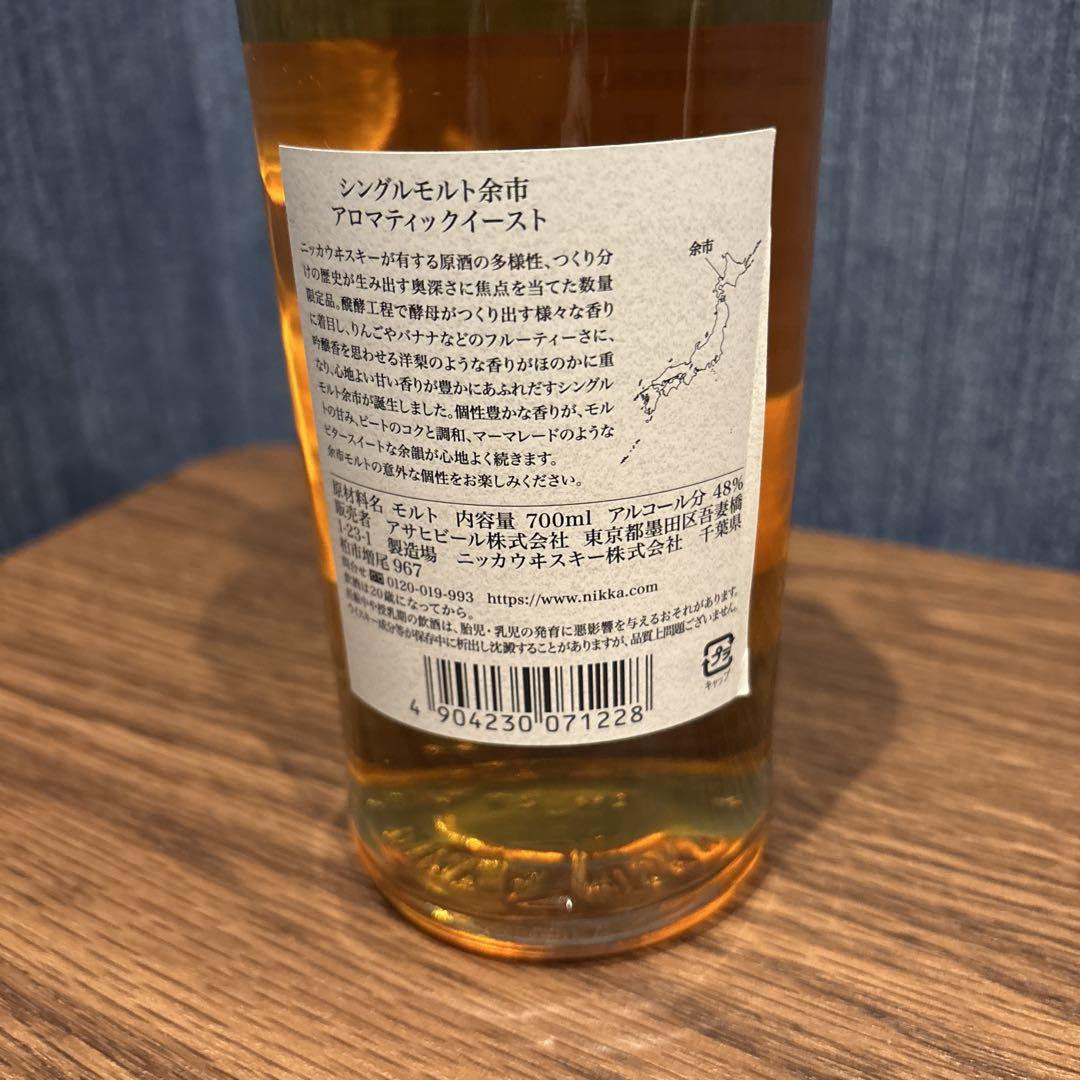 シングルモルト余市
アロマティックイースト
ニッカウヰスキーが有する原酒の多様性、つくり分
けの歴史が生み出す奥深さに焦点を当てた数量
限定品。醗酵工程で酵母がつくり出す様々な香り
に着目し、りんごやバナナなどのフルーティーさに、
吟醸香を思わせる洋梨のような香りがほのかに重
なり、心地よい甘い香りが豊かにあふれだすシングル
モルト余市が誕生しました。個性豊かな香りが、モル
トの甘み、ピートのコクと調和、マーマレードのような
ビタースイートな余韻が心地よく続きます。
余市モルトの意外な個性をお楽しみください。
余市
原材料名 モルト 内容量 700ml アルコール分 48%
販売者 アサヒビール株式会社 東京都墨田区吾妻橋
1-23-1 製造場 ニッカウヰスキー株式会社 千葉県
柏市増尾967
問合せ 0120-019-993 https://www.nikka.com
飲酒は20歳になってから。
妊娠中や授乳期の飲酒は、胎児・乳児の発育に悪影響を与えるおそれがあります。
ウイスキー成分等が保存中に析出し沈澱することがありますが、品質上問題ございません。
プラ
キャップ
4 904230 071228